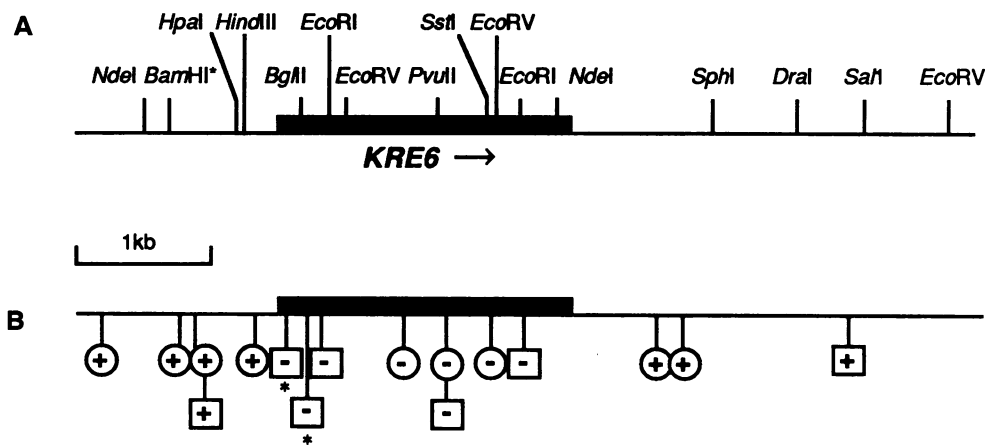 A
HpaI HindIII EcoRI SstI EcoRV
NdeI BamHI* BglII EcoRV PvuII EcoRI NdeI SphI DraI SalI EcoRV
KRE6 →
1kb
B
+ + + + - - - - - - + + +
+ - -
* *